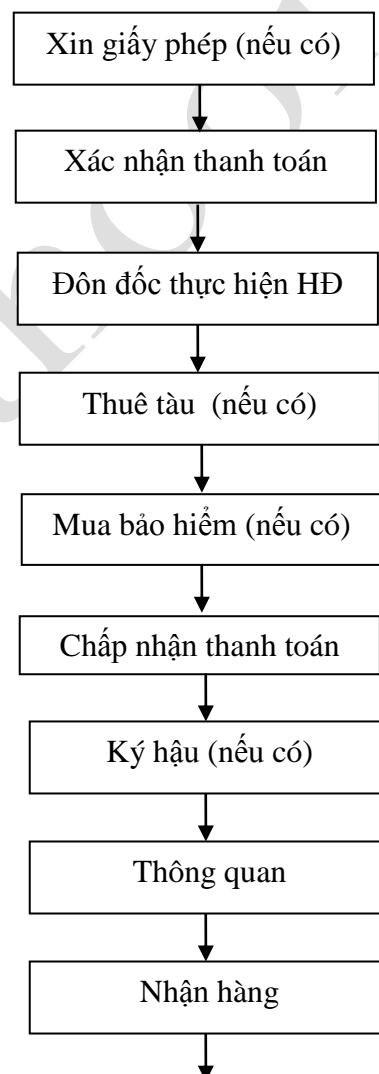 Xin giấy phép (nếu có)
Xác nhận thanh toán
Đôn đốc thực hiện HĐ
Thuê tàu (nếu có)
Mua bảo hiểm (nếu có)
Chấp nhận thanh toán
Ký hậu (nếu có)
Thông quan
Nhận hàng